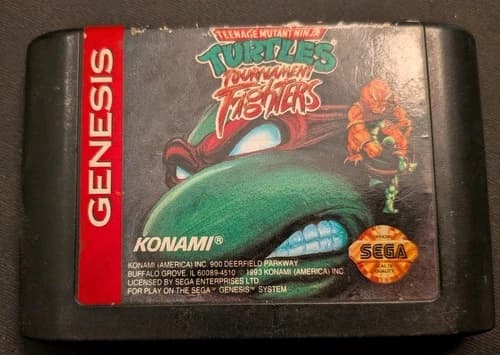 GENESIS
TEENAGE MUTANT NINJA
TURTLES
TOURNAMENT
FIGHTERS
KONAMI®
KONAMI (AMERICA) INC. 900 DEERFIELD PARKWAY
BUFFALO GROVE, IL 60089-4510 © 1993 KONAMI (AMERICA) INC.
LICENSED BY SEGA ENTERPRISES LTD
FOR PLAY ON THE SEGA™ GENESIS™ SYSTEM
SEGA
QUALITY